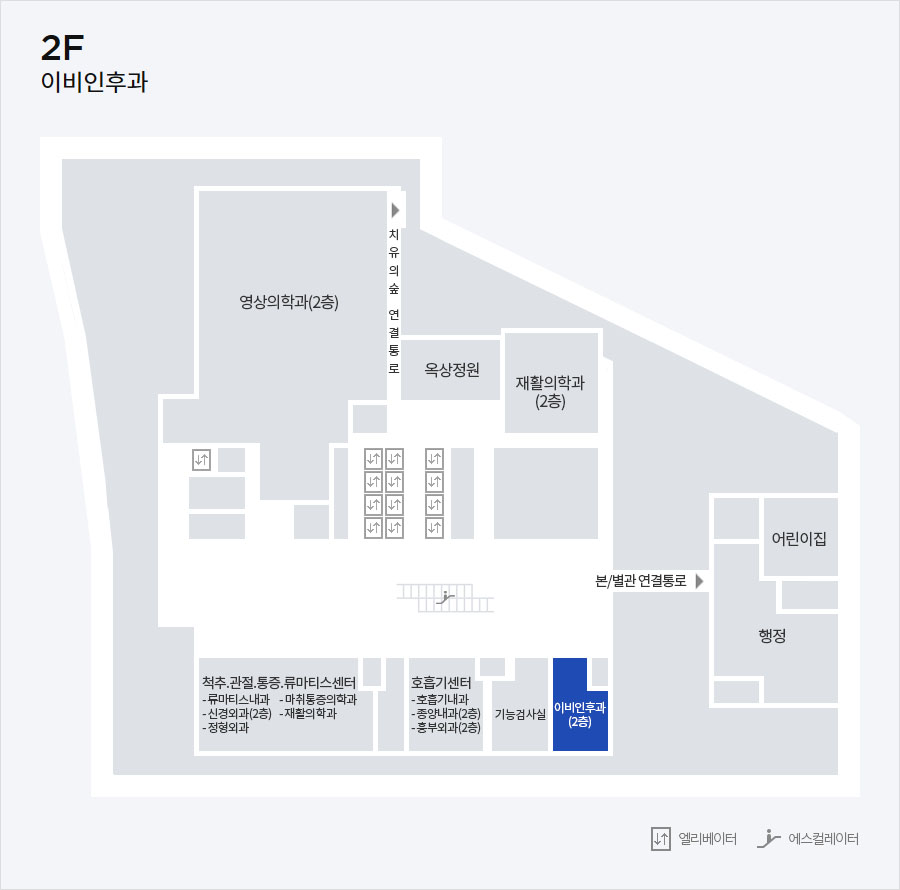 2F
이비인후과
치유의숲 연결통로
영상의학과(2층)
옥상정원
재활의학과
(2층)
어린이집
본/별관 연결통로
행정
척추.관절.통증.류마티스센터
- 류마티스내과 - 마취통증의학과
- 신경외과(2층) - 재활의학과
- 정형외과
호흡기센터
- 호흡기내과
- 종양내과(2층)
- 흉부외과(2층)
기능검사실
이비인후과
(2층)
엘리베이터
에스컬레이터